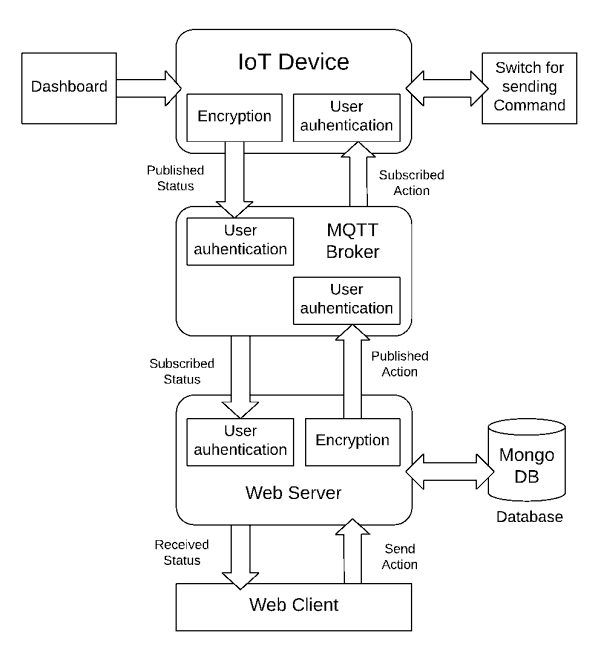 IoT Device
Dashboard
Switch for
sending
Command
Encryption
User
auhentication
Published
Status
Subscribed
Action
User
auhentication
MQTT
Broker
User
auhentication
Subscribed
Status
Published
Action
User
auhentication
Encryption
Web Server
Mongo
DB
Database
Received
Status
Send
Action
Web Client